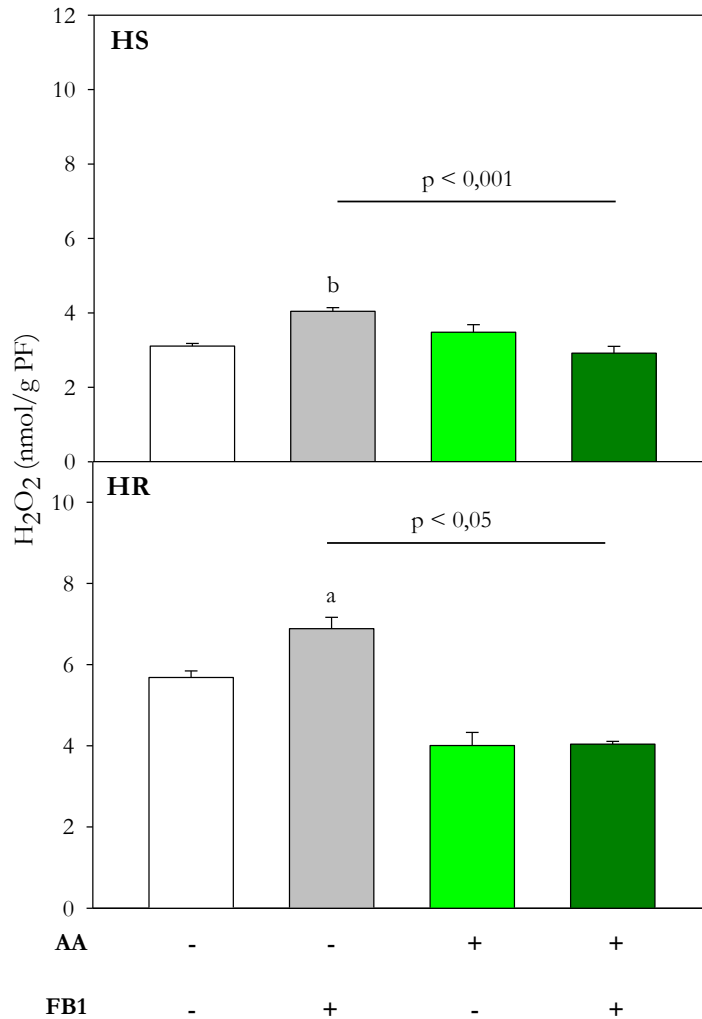 12
HS
10
8
p < 0,001
6
b
4
2
0
H₂O₂ (nmol/g PF)
HR
10
p < 0,05
8
a
6
4
2
0
AA - - + +
FB1 - + - +